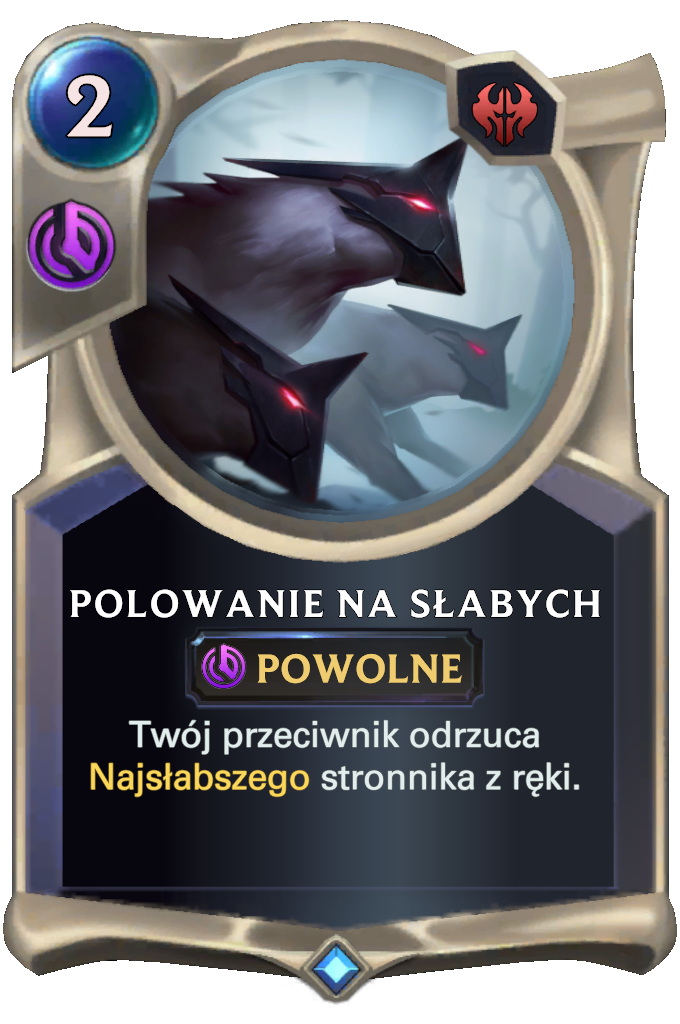 2
POLOWANIE NA SŁABYCH
POWOLNE
Twój przeciwnik odrzuca
Najsłabszego stronnika z ręki.